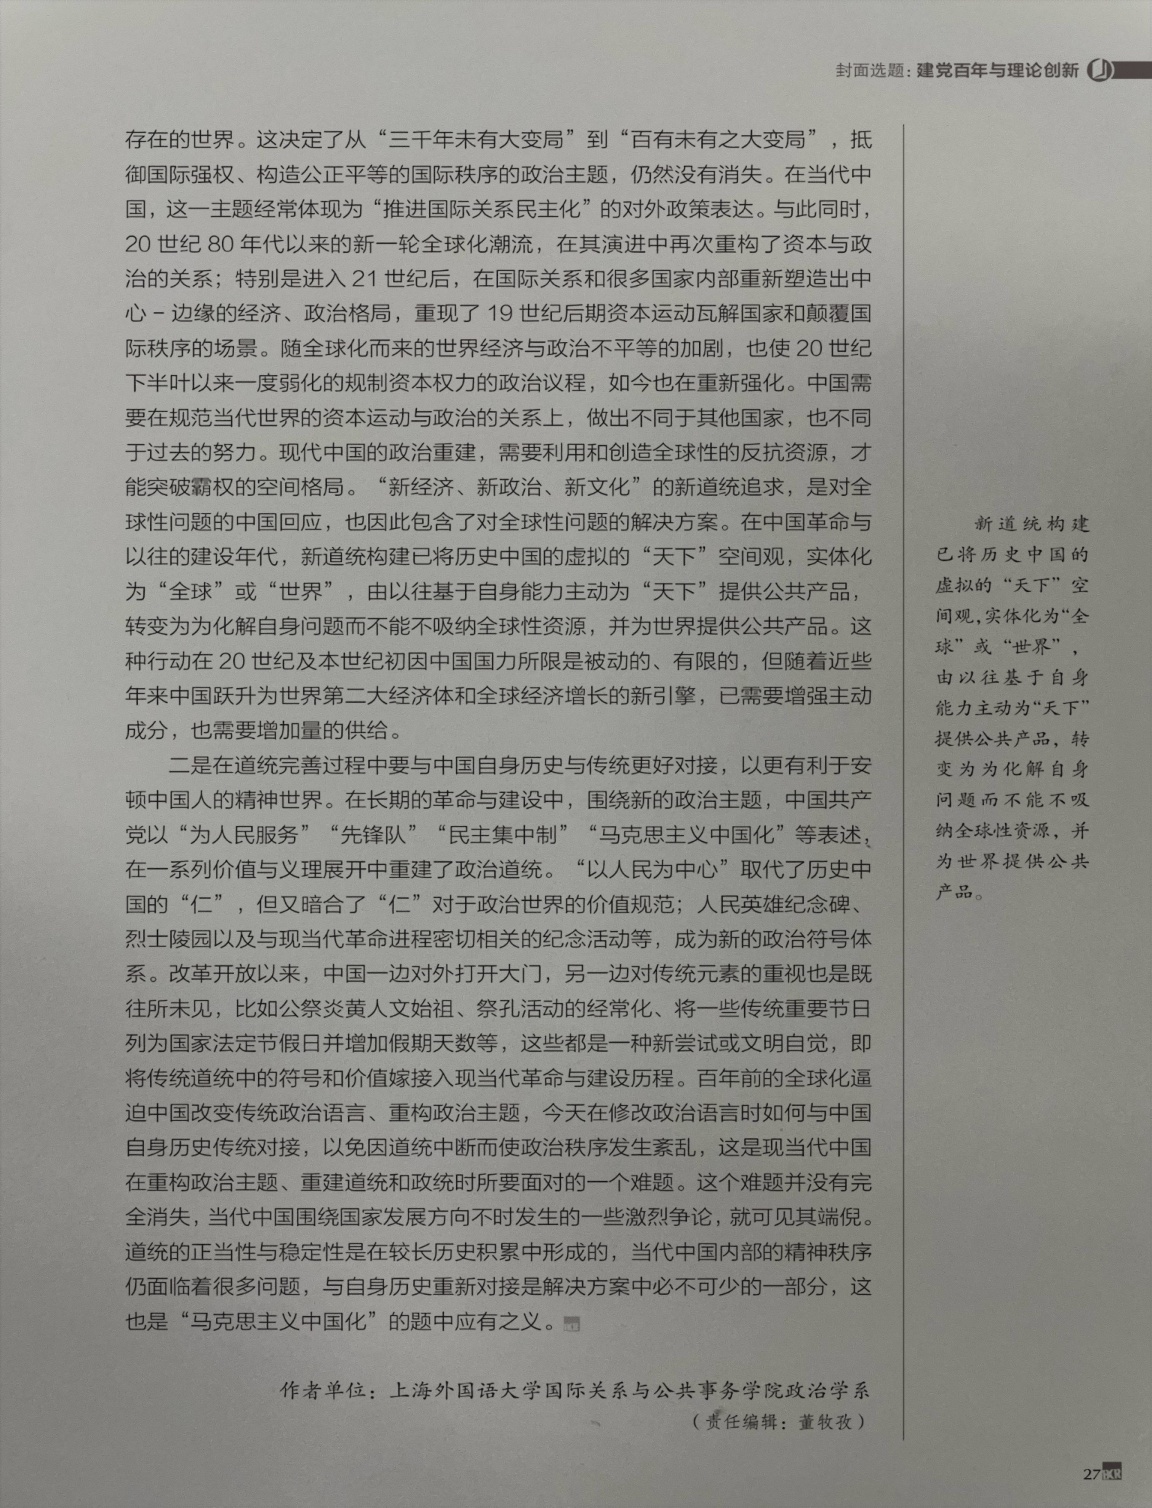 封面选题：建党百年与理论创新
存在的世界。这决定了从“三千年未有大变局”到“百有未有之大变局”，抵
御国际强权、构造公正平等的国际秩序的政治主题，仍然没有消失。在当代中
国，这一主题经常体现为“推进国际关系民主化”的对外政策表达。与此同时，
20 世纪 80 年代以来的新一轮全球化潮流，在其演进中再次重构了资本与政
治的关系；特别是进入 21 世纪后，在国际关系和很多国家内部重新塑造出中
心－边缘的经济、政治格局，重现了 19 世纪后期资本运动瓦解国家和颠覆国
际秩序的场景。随全球化而来的世界经济与政治不平等的加剧，也使 20 世纪
下半叶以来一度弱化的规制资本权力的政治议程，如今也在重新强化。中国需
要在规范当代世界的资本运动与政治的关系上，做出不同于其他国家，也不同
于过去的努力。现代中国的政治重建，需要利用和创造全球性的反抗资源，才
能突破霸权的空间格局。“新经济、新政治、新文化”的新道统追求，是对全
球性问题的中国回应，也因此包含了对全球性问题的解决方案。在中国革命与
以往的建设年代，新道统构建已将历史中国的虚拟的“天下”空间观，实体化
为“全球”或“世界”，由以往基于自身能力主动为“天下”提供公共产品，
转变为为化解自身问题而不能不吸纳全球性资源，并为世界提供公共产品。这
种行动在 20 世纪及本世纪初因中国国力所限是被动的、有限的，但随着近些
年来中国跃升为世界第二大经济体和全球经济增长的新引擎，已需要增强主动
成分，也需要增加量的供给。
二是在道统完善过程中要与中国自身历史与传统更好对接，以更有利于安
顿中国人的精神世界。在长期的革命与建设中，围绕新的政治主题，中国共产
党以“为人民服务”“先锋队”“民主集中制”“马克思主义中国化”等表述，
在一系列价值与义理展开中重建了政治道统。“以人民为中心”取代了历史中
国的“仁”，但又暗合了“仁”对于政治世界的价值规范；人民英雄纪念碑、
烈士陵园以及与现当代革命进程密切相关的纪念活动等，成为新的政治符号体
系。改革开放以来，中国一边对外打开大门，另一边对传统元素的重视也是既
往所未见，比如公祭炎黄人文始祖、祭孔活动的经常化、将一些传统重要节日
列为国家法定节假日并增加假期天数等，这些都是一种新尝试或文明自觉，即
将传统道统中的符号和价值嫁接入现当代革命与建设历程。百年前的全球化逼
迫中国改变传统政治语言、重构政治主题，今天在修改政治语言时如何与中国
自身历史传统对接，以免因道统中断而使政治秩序发生紊乱，这是现当代中国
在重构政治主题、重建道统和政统时所要面对的一个难题。这个难题并没有完
全消失，当代中国围绕国家发展方向不时发生的一些激烈争论，就可见其端倪。
道统的正当性与稳定性是在较长历史积累中形成的，当代中国内部的精神秩序
仍面临着很多问题，与自身历史重新对接是解决方案中必不可少的一部分，这
也是“马克思主义中国化”的题中应有之义。
作者单位：上海外国语大学国际关系与公共事务学院政治学系
（责任编辑：董牧孜）
新道统构建
已将历史中国的
虚拟的“天下”空
间观，实体化为“全
球”或“世界”，
由以往基于自身
能力主动为“天下”
提供公共产品，转
变为为化解自身
问题而不能不吸
纳全球性资源，并
为世界提供公共
产品。
27